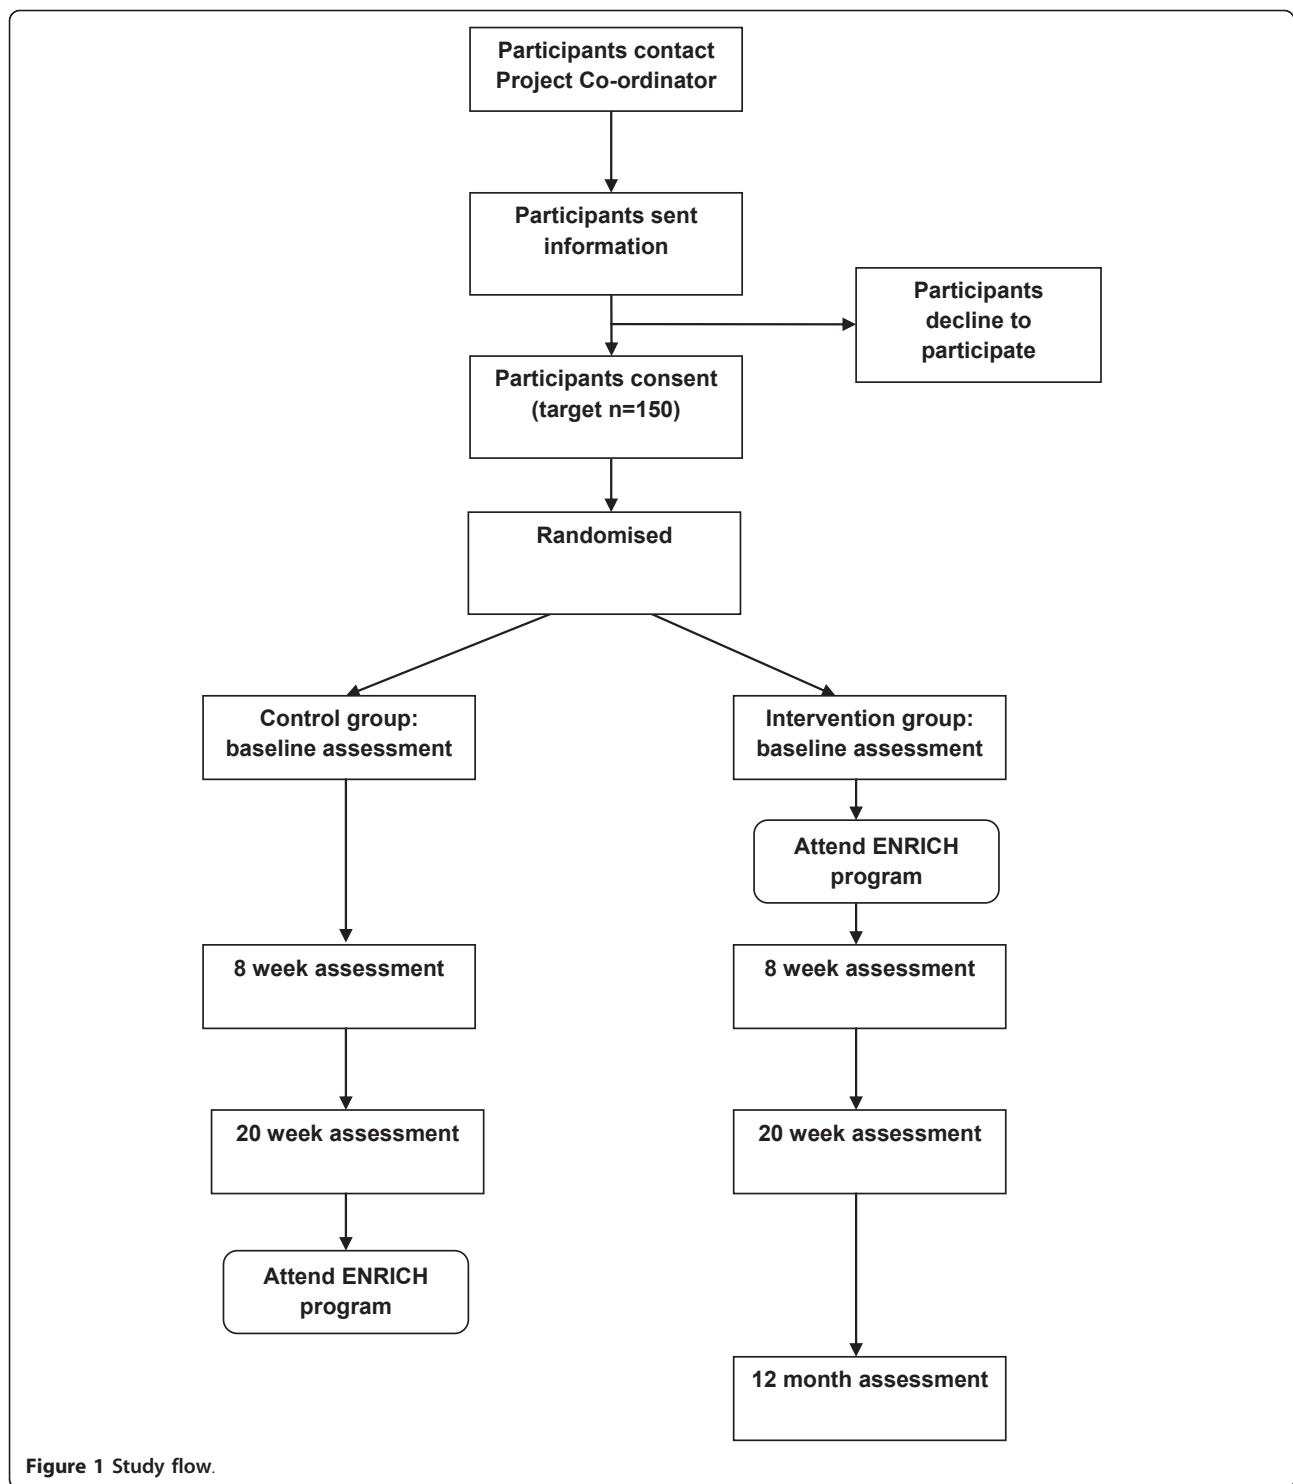 Participants contact
Project Co-ordinator
Participants sent
information
Participants
decline to
participate
Participants consent
(target n=150)
Randomised
Control group:
baseline assessment
Intervention group:
baseline assessment
Attend ENRICH
program
8 week assessment
8 week assessment
20 week assessment
20 week assessment
Attend ENRICH
program
12 month assessment
Figure 1 Study flow.